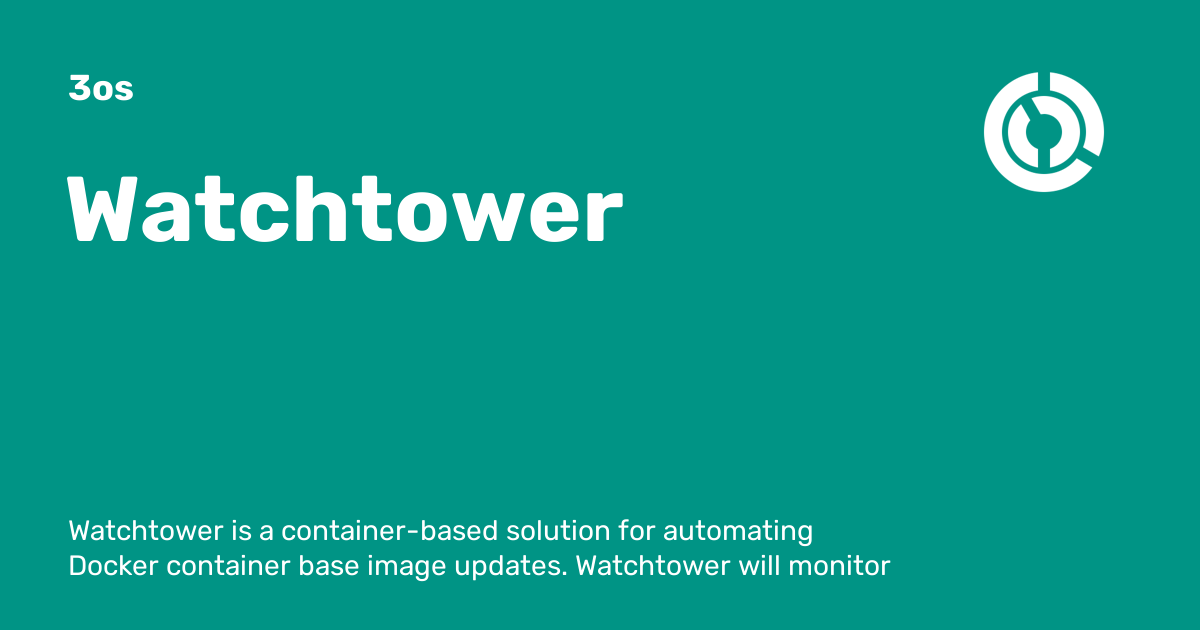 3os
Watchtower
Watchtower is a container-based solution for automating
Docker container base image updates. Watchtower will monitor